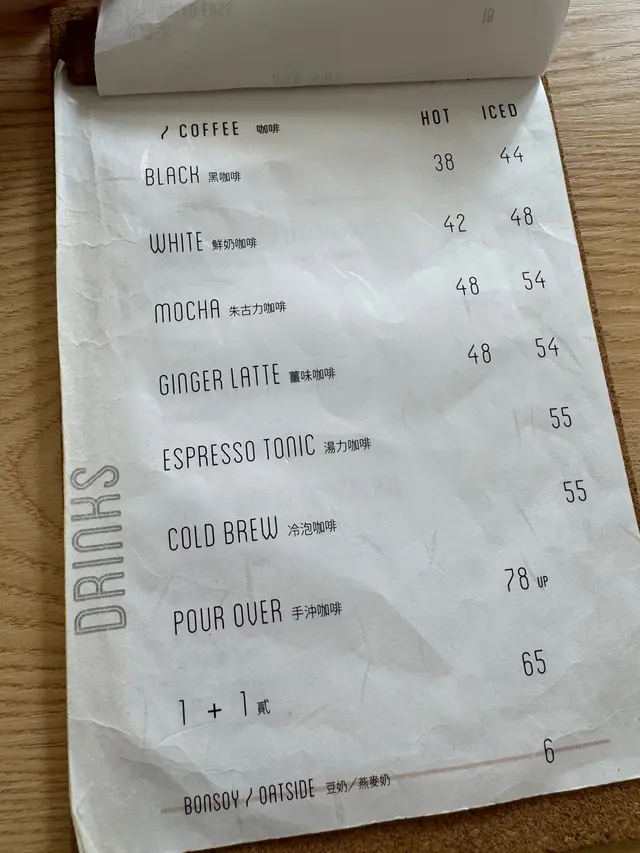 / COFFEE 咖啡 HOT ICED
BLACK 黑咖啡 38 44
WHITE 鮮奶咖啡 42 48
MOCHA 朱古力咖啡 48 54
GINGER LATTE 薑味咖啡 48 54
ESPRESSO TONIC 湯力咖啡 55
COLD BREW 冷泡咖啡 55
POUR OVER 手沖咖啡 78 UP
1 + 1 貳 65
BONSOY / OATSIDE 豆奶／燕麥奶 6
DRINKS